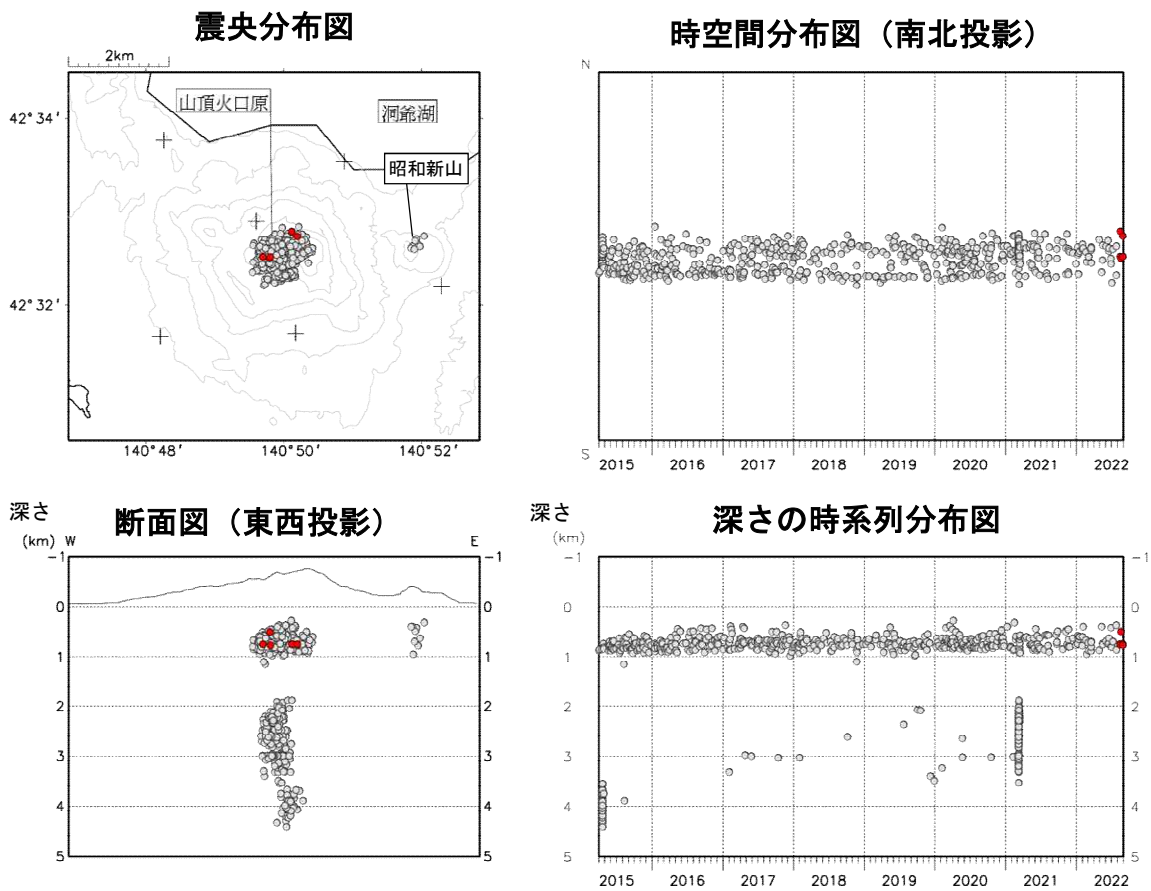 震央分布図
2km
山頂火口原
洞爺湖
昭和新山
42°34′
42°32′
140°48′ 140°50′ 140°52′
時空間分布図（南北投影）
N
S
2015 2016 2017 2018 2019 2020 2021 2022
断面図（東西投影）
深さ
(km) W E
-1 -1
0 0
1 1
2 2
3 3
4 4
5 5
深さの時系列分布図
深さ
(km)
-1 -1
0 0
1 1
2 2
3 3
4 4
5 5
2015 2016 2017 2018 2019 2020 2021 2022